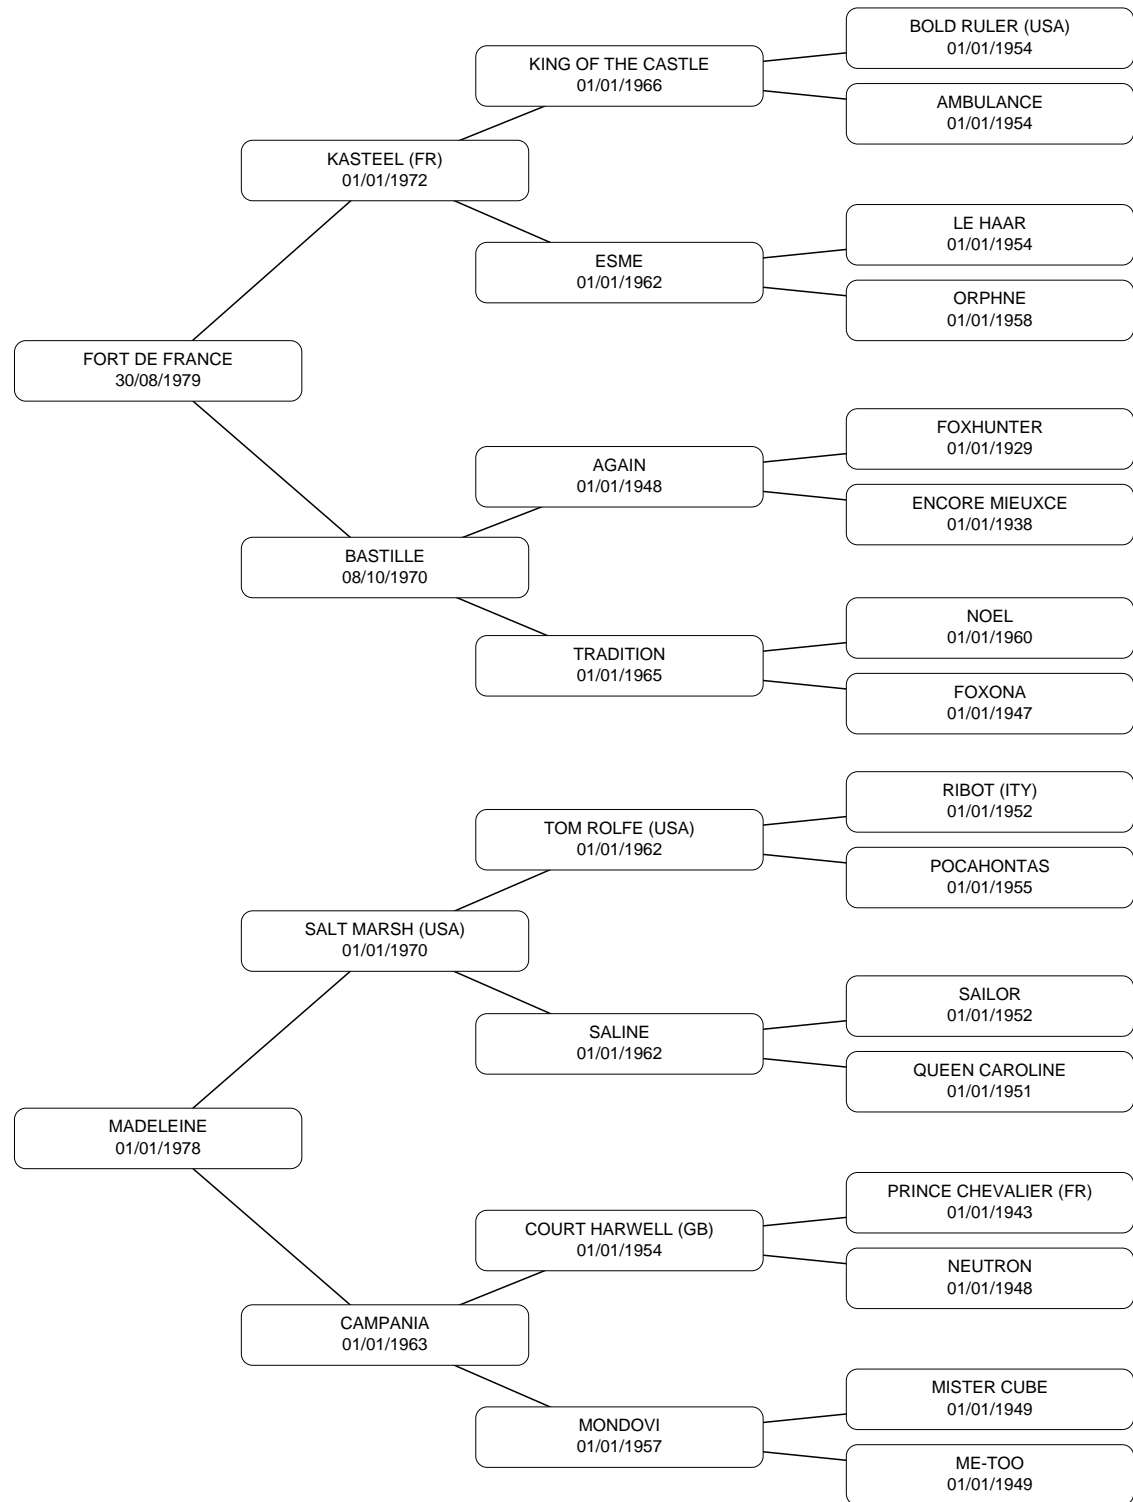 BOLD RULER (USA)
01/01/1954
KING OF THE CASTLE
01/01/1966
AMBULANCE
01/01/1954
KASTEEL (FR)
01/01/1972
LE HAAR
01/01/1954
ESME
01/01/1962
ORPHNE
01/01/1958
FORT DE FRANCE
30/08/1979
FOXHUNTER
01/01/1929
AGAIN
01/01/1948
ENCORE MIEUXCE
01/01/1938
BASTILLE
08/10/1970
NOEL
01/01/1960
TRADITION
01/01/1965
FOXONA
01/01/1947
RIBOT (ITY)
01/01/1952
TOM ROLFE (USA)
01/01/1962
POCAHONTAS
01/01/1955
SALT MARSH (USA)
01/01/1970
SAILOR
01/01/1952
SALINE
01/01/1962
QUEEN CAROLINE
01/01/1951
MADELEINE
01/01/1978
PRINCE CHEVALIER (FR)
01/01/1943
COURT HARWELL (GB)
01/01/1954
NEUTRON
01/01/1948
CAMPANIA
01/01/1963
MISTER CUBE
01/01/1949
MONDOVI
01/01/1957
ME-TOO
01/01/1949